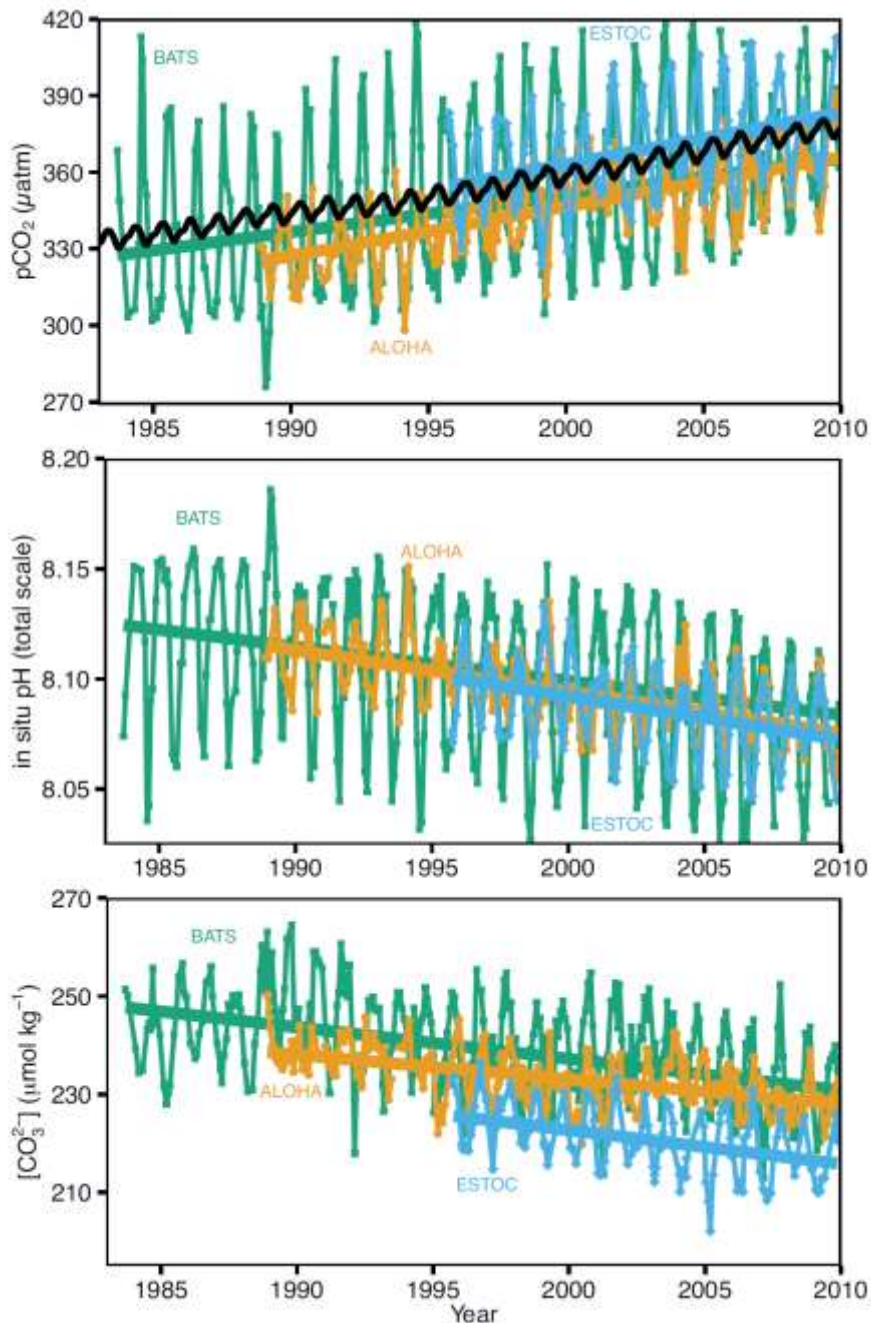 420
390
360
330
300
270
pCO₂ (µatm)
BATS
ESTOC
ALOHA
1985 1990 1995 2000 2005 2010
8.20
8.15
8.10
8.05
in situ pH (total scale)
BATS
ALOHA
ESTOC
1985 1990 1995 2000 2005 2010
270
250
230
210
[CO₃²⁻] (µmol kg⁻¹)
BATS
ALOHA
ESTOC
1985 1990 1995 2000 2005 2010
Year